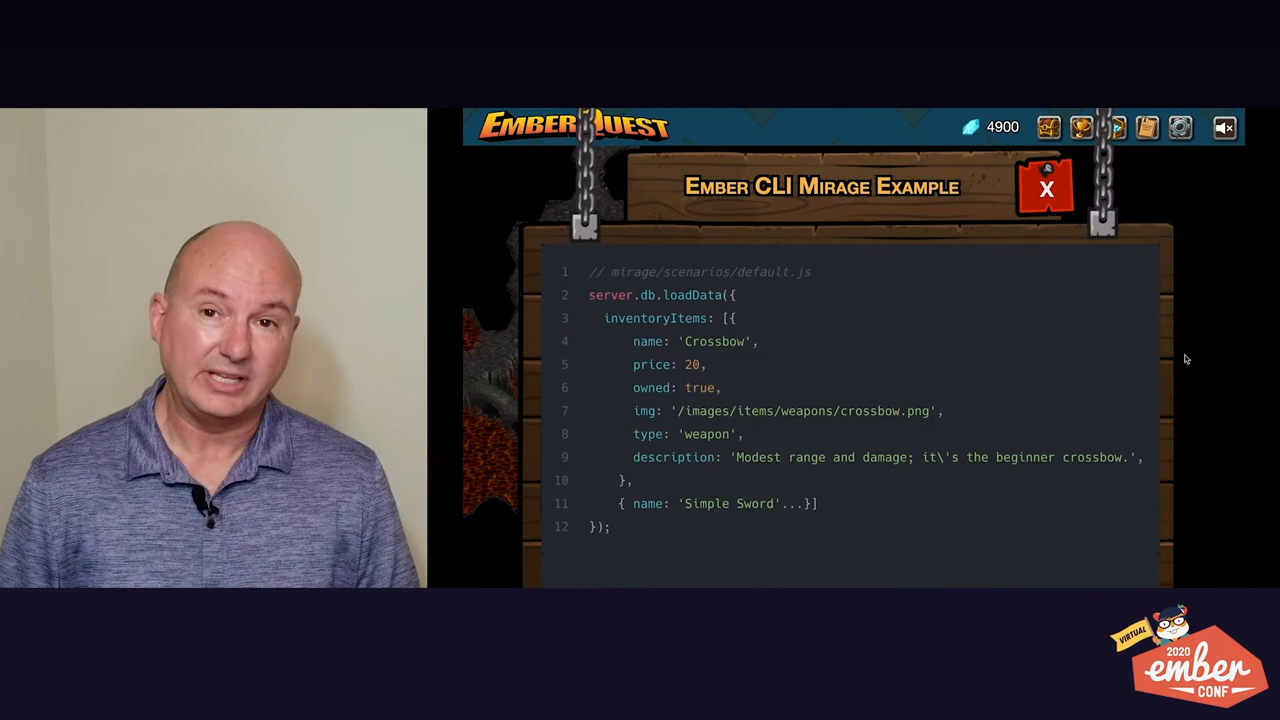 EMBERQUEST
4900
EMBER CLI MIRAGE EXAMPLE
X
1 // mirage/scenarios/default.js
2 server.db.loadData({
3 inventoryItems: [{
4 name: 'Crossbow',
5 price: 20,
6 owned: true,
7 img: '/images/items/weapons/crossbow.png',
8 type: 'weapon',
9 description: 'Modest range and damage; it\'s the beginner crossbow.',
10 },
11 { name: 'Simple Sword'...}]
12 });
VIRTUAL
2020
ember
CONF